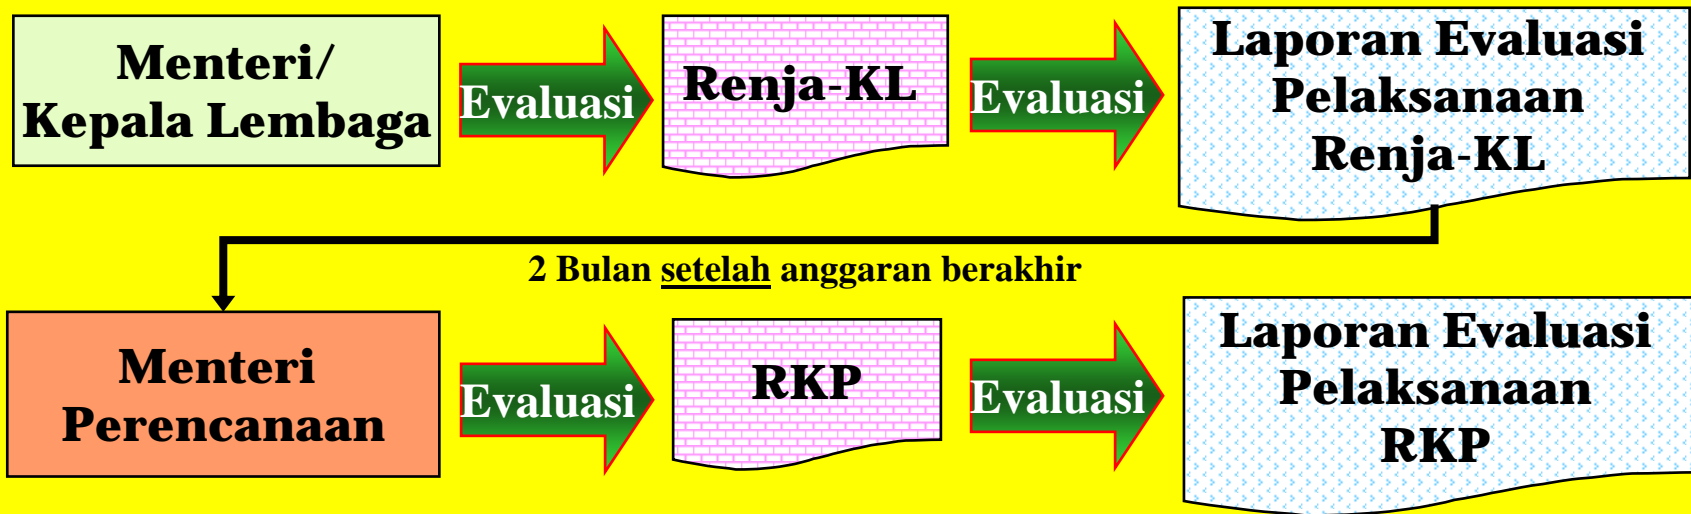 Menteri/
Kepala Lembaga
Evaluasi
Renja-KL
Evaluasi
Laporan Evaluasi
Pelaksanaan
Renja-KL
2 Bulan setelah anggaran berakhir
Menteri
Perencanaan
Evaluasi
RKP
Evaluasi
Laporan Evaluasi
Pelaksanaan
RKP